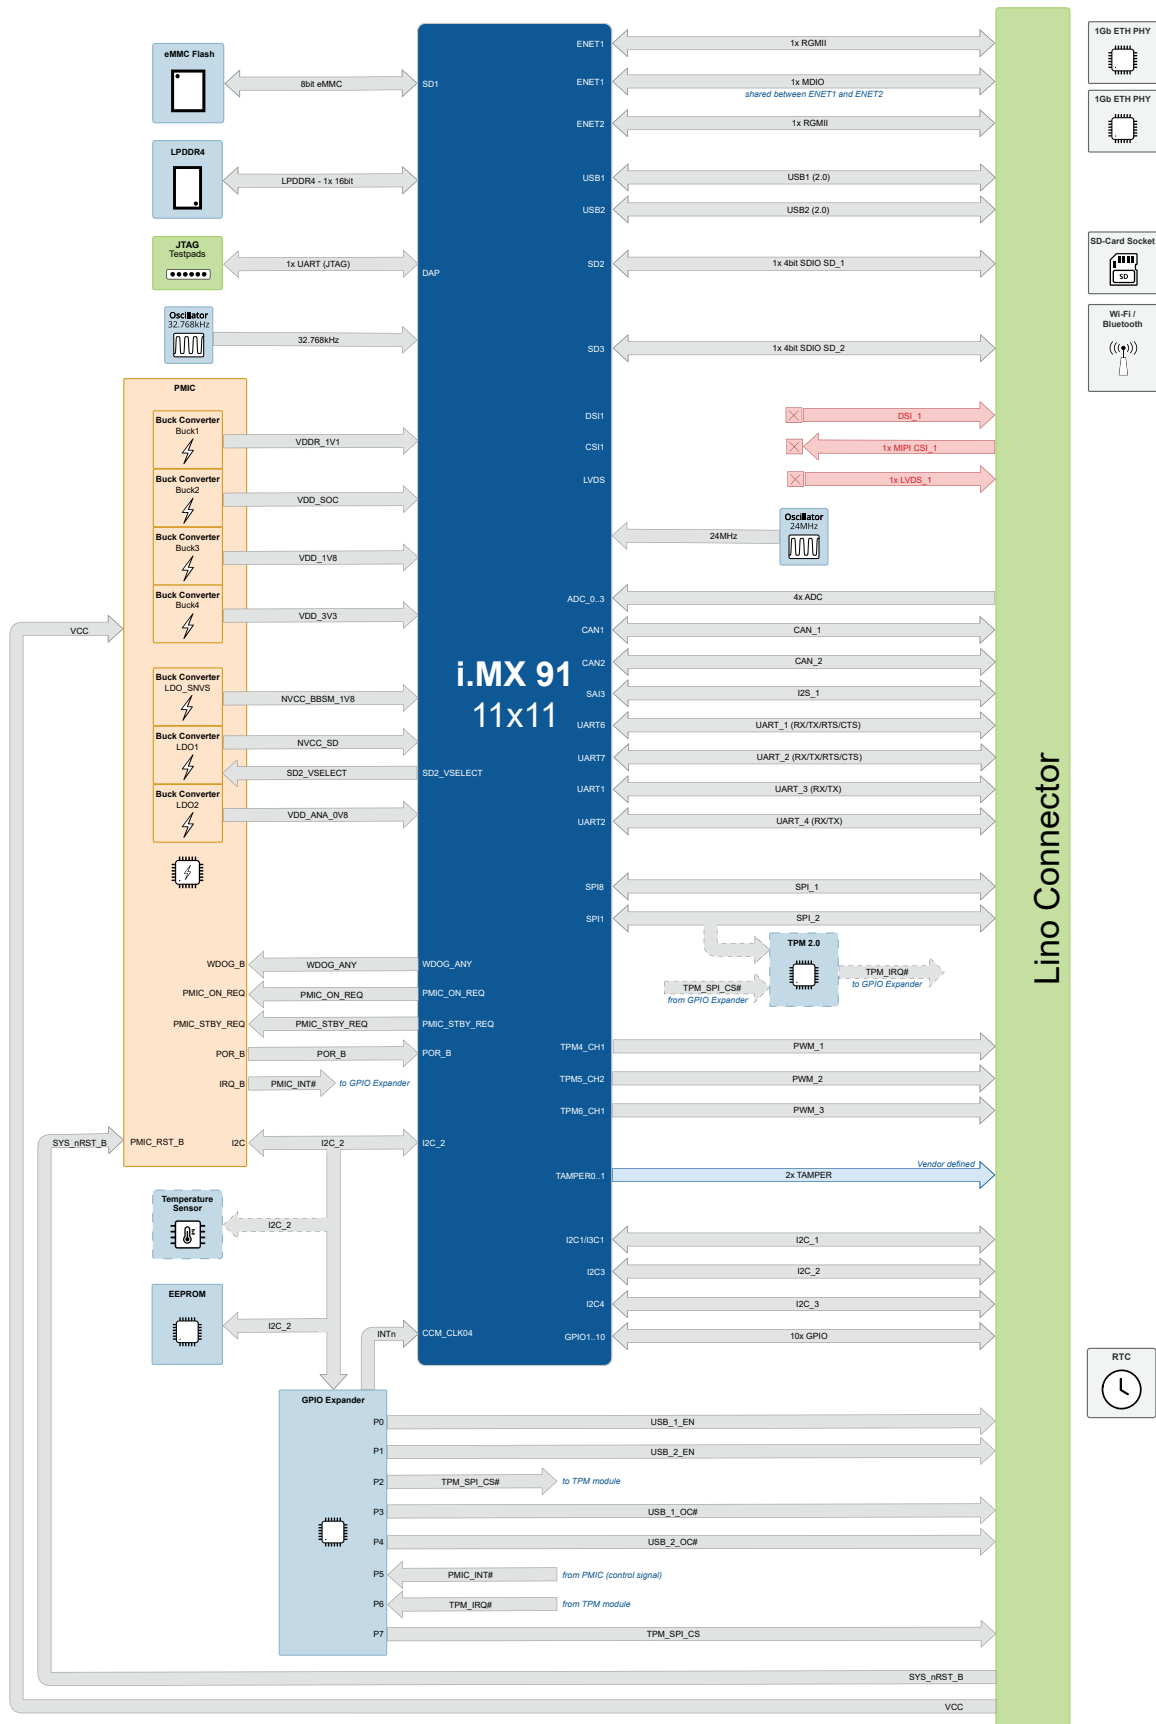 eMMC Flash
8bit eMMC
SD1
LPDDR4
LPDDR4 - 1x 16bit
JTAG
Testpads
1x UART (JTAG)
DAP
Oscillator
32.768kHz
32.768kHz
PMIC
Buck Converter
Buck1
VDDR_1V1
Buck Converter
Buck2
VDD_SOC
Buck Converter
Buck3
VDD_1V8
Buck Converter
Buck4
VDD_3V3
VCC
Buck Converter
LDO_SNVS
NVCC_BBSM_1V8
Buck Converter
LDO1
NVCC_SD
SD2_VSELECT
SD2_VSELECT
Buck Converter
LDO2
VDD_ANA_0V8
WDOG_B
WDOG_ANY
WDOG_ANY
PMIC_ON_REQ
PMIC_ON_REQ
PMIC_ON_REQ
PMIC_STBY_REQ
PMIC_STBY_REQ
PMIC_STBY_REQ
POR_B
POR_B
POR_B
IRQ_B
PMIC_INT#
to GPIO Expander
SYS_nRST_B
PMIC_RST_B
I2C
I2C_2
I2C_2
Temperature
Sensor
I2C_2
EEPROM
I2C_2
INTn
CCM_CLK04
i.MX 91
11x11
ENET1
1x RGMII
ENET1
1x MDIO
shared between ENET1 and ENET2
ENET2
1x RGMII
USB1
USB1 (2.0)
USB2
USB2 (2.0)
SD2
1x 4bit SDIO SD_1
SD3
1x 4bit SDIO SD_2
DSI1
DSI_1
CSI1
1x MIPI CSI_1
LVDS
1x LVDS_1
24MHz
Oscillator
24MHz
ADC_0..3
4x ADC
CAN1
CAN_1
CAN2
CAN_2
SAI3
I2S_1
UART6
UART_1 (RX/TX/RTS/CTS)
UART7
UART_2 (RX/TX/RTS/CTS)
UART1
UART_3 (RX/TX)
UART2
UART_4 (RX/TX)
SPI8
SPI_1
SPI1
SPI_2
TPM 2.0
TPM_SPI_CS#
from GPIO Expander
TPM_IRQ#
to GPIO Expander
TPM4_CH1
PWM_1
TPM5_CH2
PWM_2
TPM6_CH1
PWM_3
TAMPER0..1
2x TAMPER
Vendor defined
I2C1/I3C1
I2C_1
I2C3
I2C_2
I2C4
I2C_3
GPIO1..10
10x GPIO
GPIO Expander
P0
USB_1_EN
P1
USB_2_EN
P2
TPM_SPI_CS#
to TPM module
P3
USB_1_OC#
P4
USB_2_OC#
P5
PMIC_INT#
from PMIC (control signal)
P6
TPM_IRQ#
from TPM module
P7
TPM_SPI_CS
SYS_nRST_B
VCC
Lino Connector
1Gb ETH PHY
1Gb ETH PHY
SD-Card Socket
SD
Wi-Fi /
Bluetooth
RTC